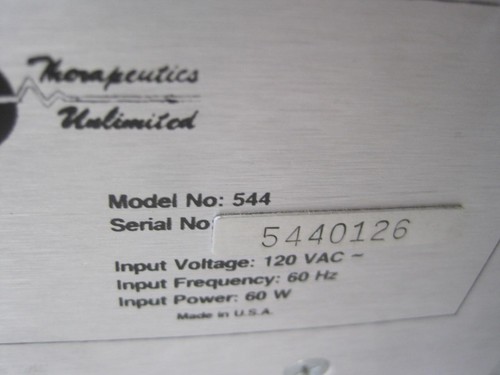 Therapeutics
Unlimited
Model No: 544
Serial No 5440126
Input Voltage: 120 VAC ~
Input Frequency: 60 Hz
Input Power: 60 W
Made in U.S.A.